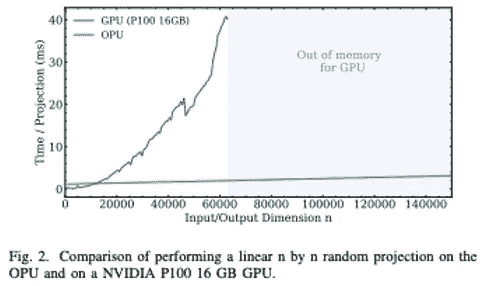 GPU (P100 16GB)
OPU
Out of memory
for GPU
Time / Projection (ms)
40
30
20
10
0
0 20000 40000 60000 80000 100000 120000 140000
Input/Output Dimension n
Fig. 2. Comparison of performing a linear n by n random projection on the
OPU and on a NVIDIA P100 16 GB GPU.